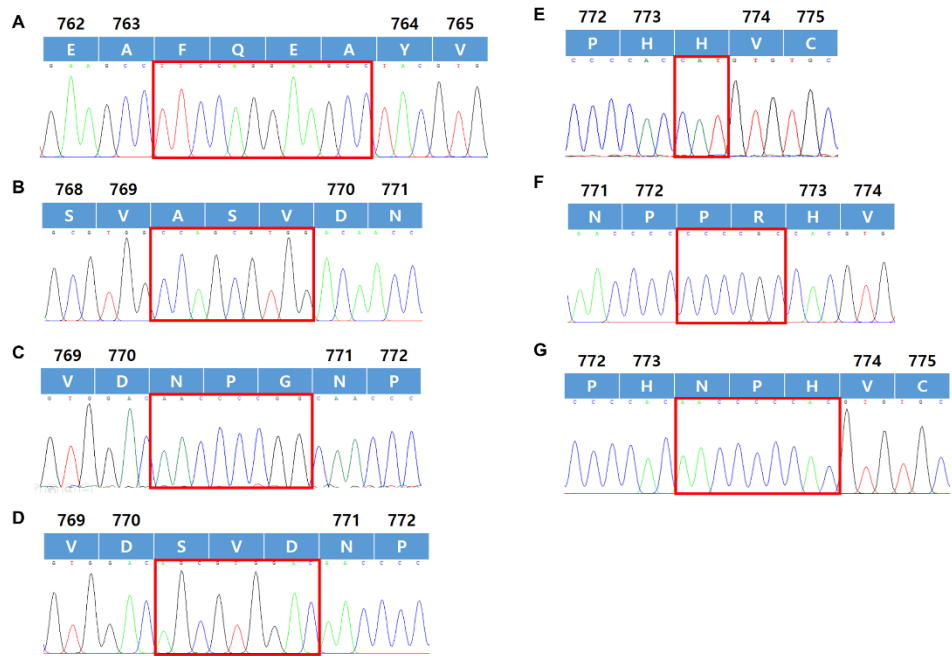 A
762 763 764 765
E A F Q E A Y V
G A A G C C T T C C A G G A A G C C T A C G T G
B
768 769 770 771
S V A S V D N
G C G T G G C C A G C G T G G A C A A C C
C
769 770 771 772
V D N P G N P
G T G G A C A A C C C C G G C A A C C C
D
769 770 771 772
V D S V D N P
G T G G A C A G C G T G G A C A A C C C C
E
772 773 774 775
P H H V C
C C C C A C C A T G T G T G C
F
771 772 773 774
N P P R H V
A A C C C C C C C C G C C A C G T G
G
772 773 774 775
P H N P H V C
C C C C A C A A C C C C C A C G T G T G C